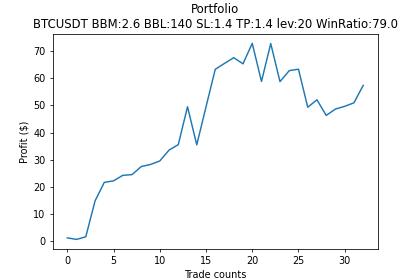 Portfolio
BTCUSDT BBM:2.6 BBL:140 SL:1.4 TP:1.4 lev:20 WinRatio:79.0
70
60
50
40
30
20
10
0
Profit ($)
0 5 10 15 20 25 30
Trade counts